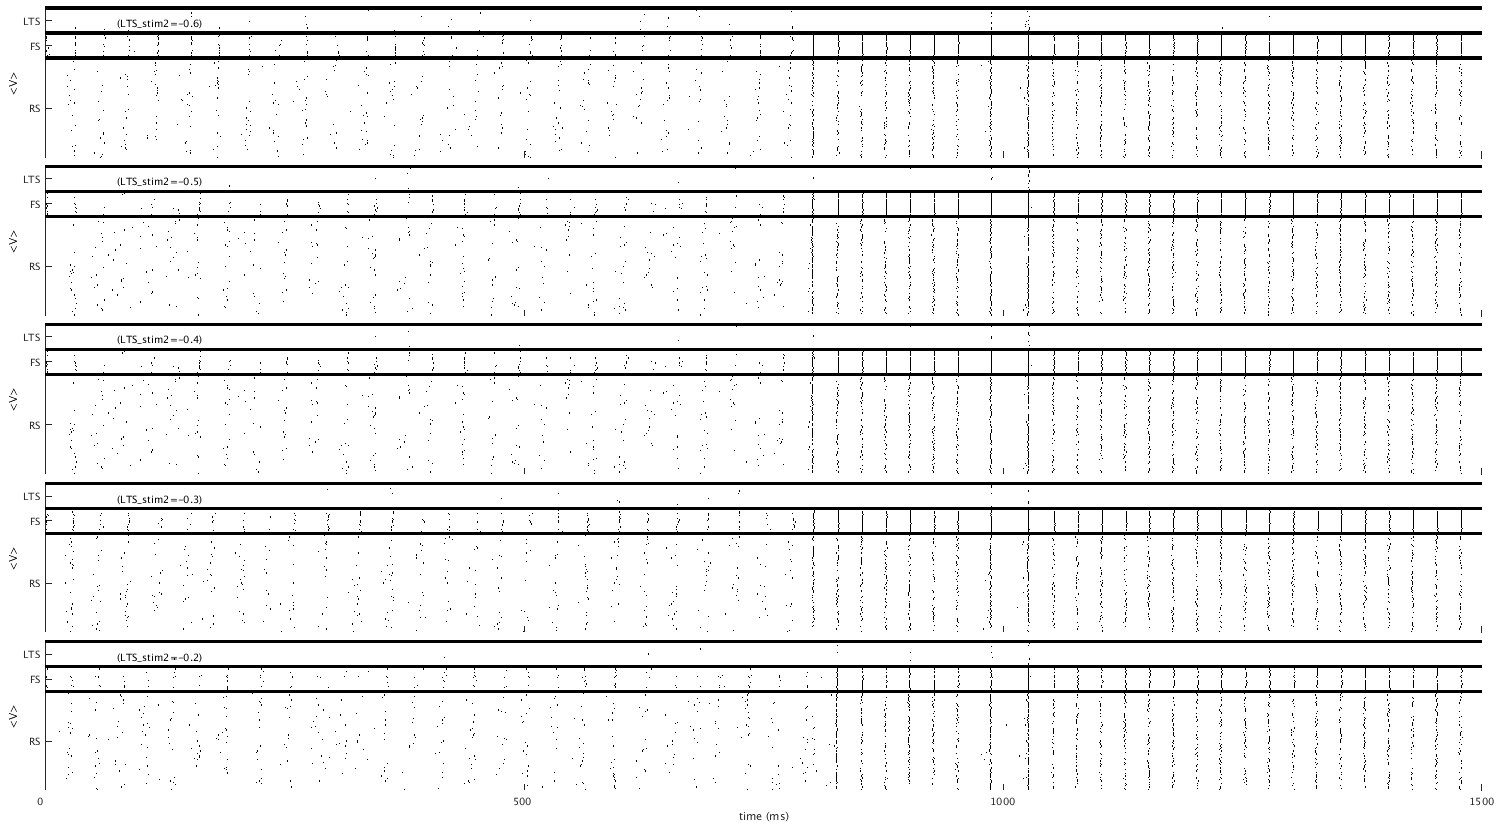 LTS
(LTS_stim2=-0.6)
FS
<V>
RS
LTS
(LTS_stim2=-0.5)
FS
<V>
RS
LTS
(LTS_stim2=-0.4)
FS
<V>
RS
LTS
(LTS_stim2=-0.3)
FS
<V>
RS
LTS
(LTS_stim2=-0.2)
FS
<V>
RS
0 500 1000 1500
time (ms)